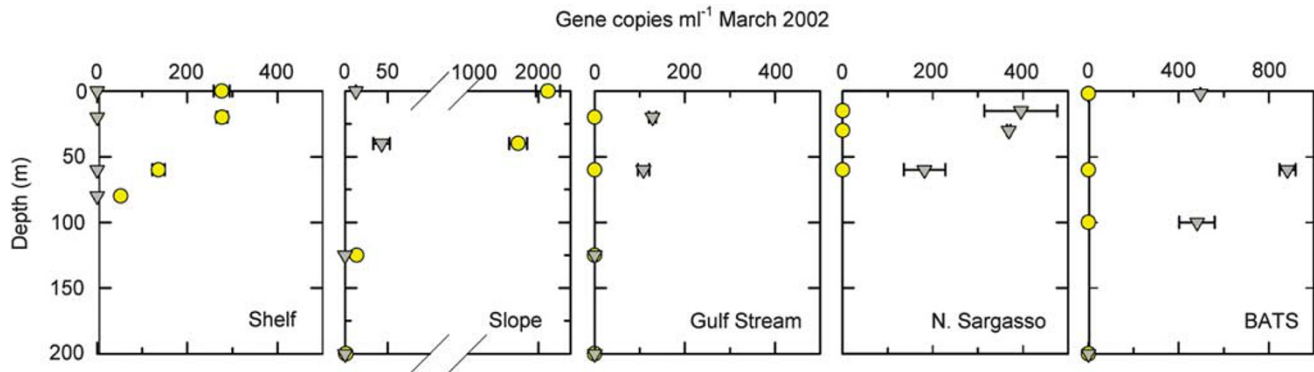 Gene copies ml⁻¹ March 2002
0 200 400 0 50 1000 2000 0 200 400 0 200 400 0 400 800
0
50
100
150
200
Depth (m)
Shelf Slope Gulf Stream N. Sargasso BATS